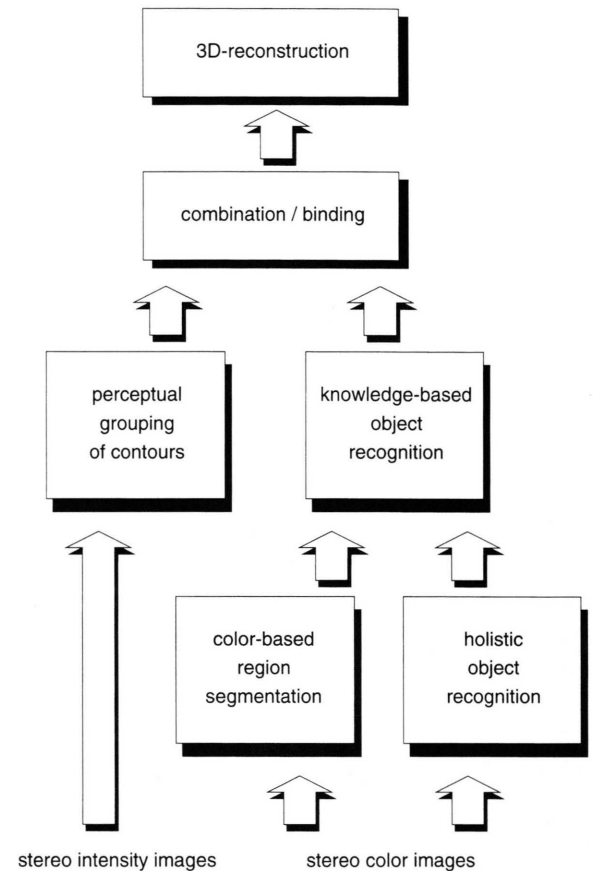 3D-reconstruction
combination / binding
perceptual
grouping
of contours
knowledge-based
object
recognition
color-based
region
segmentation
holistic
object
recognition
stereo intensity images
stereo color images